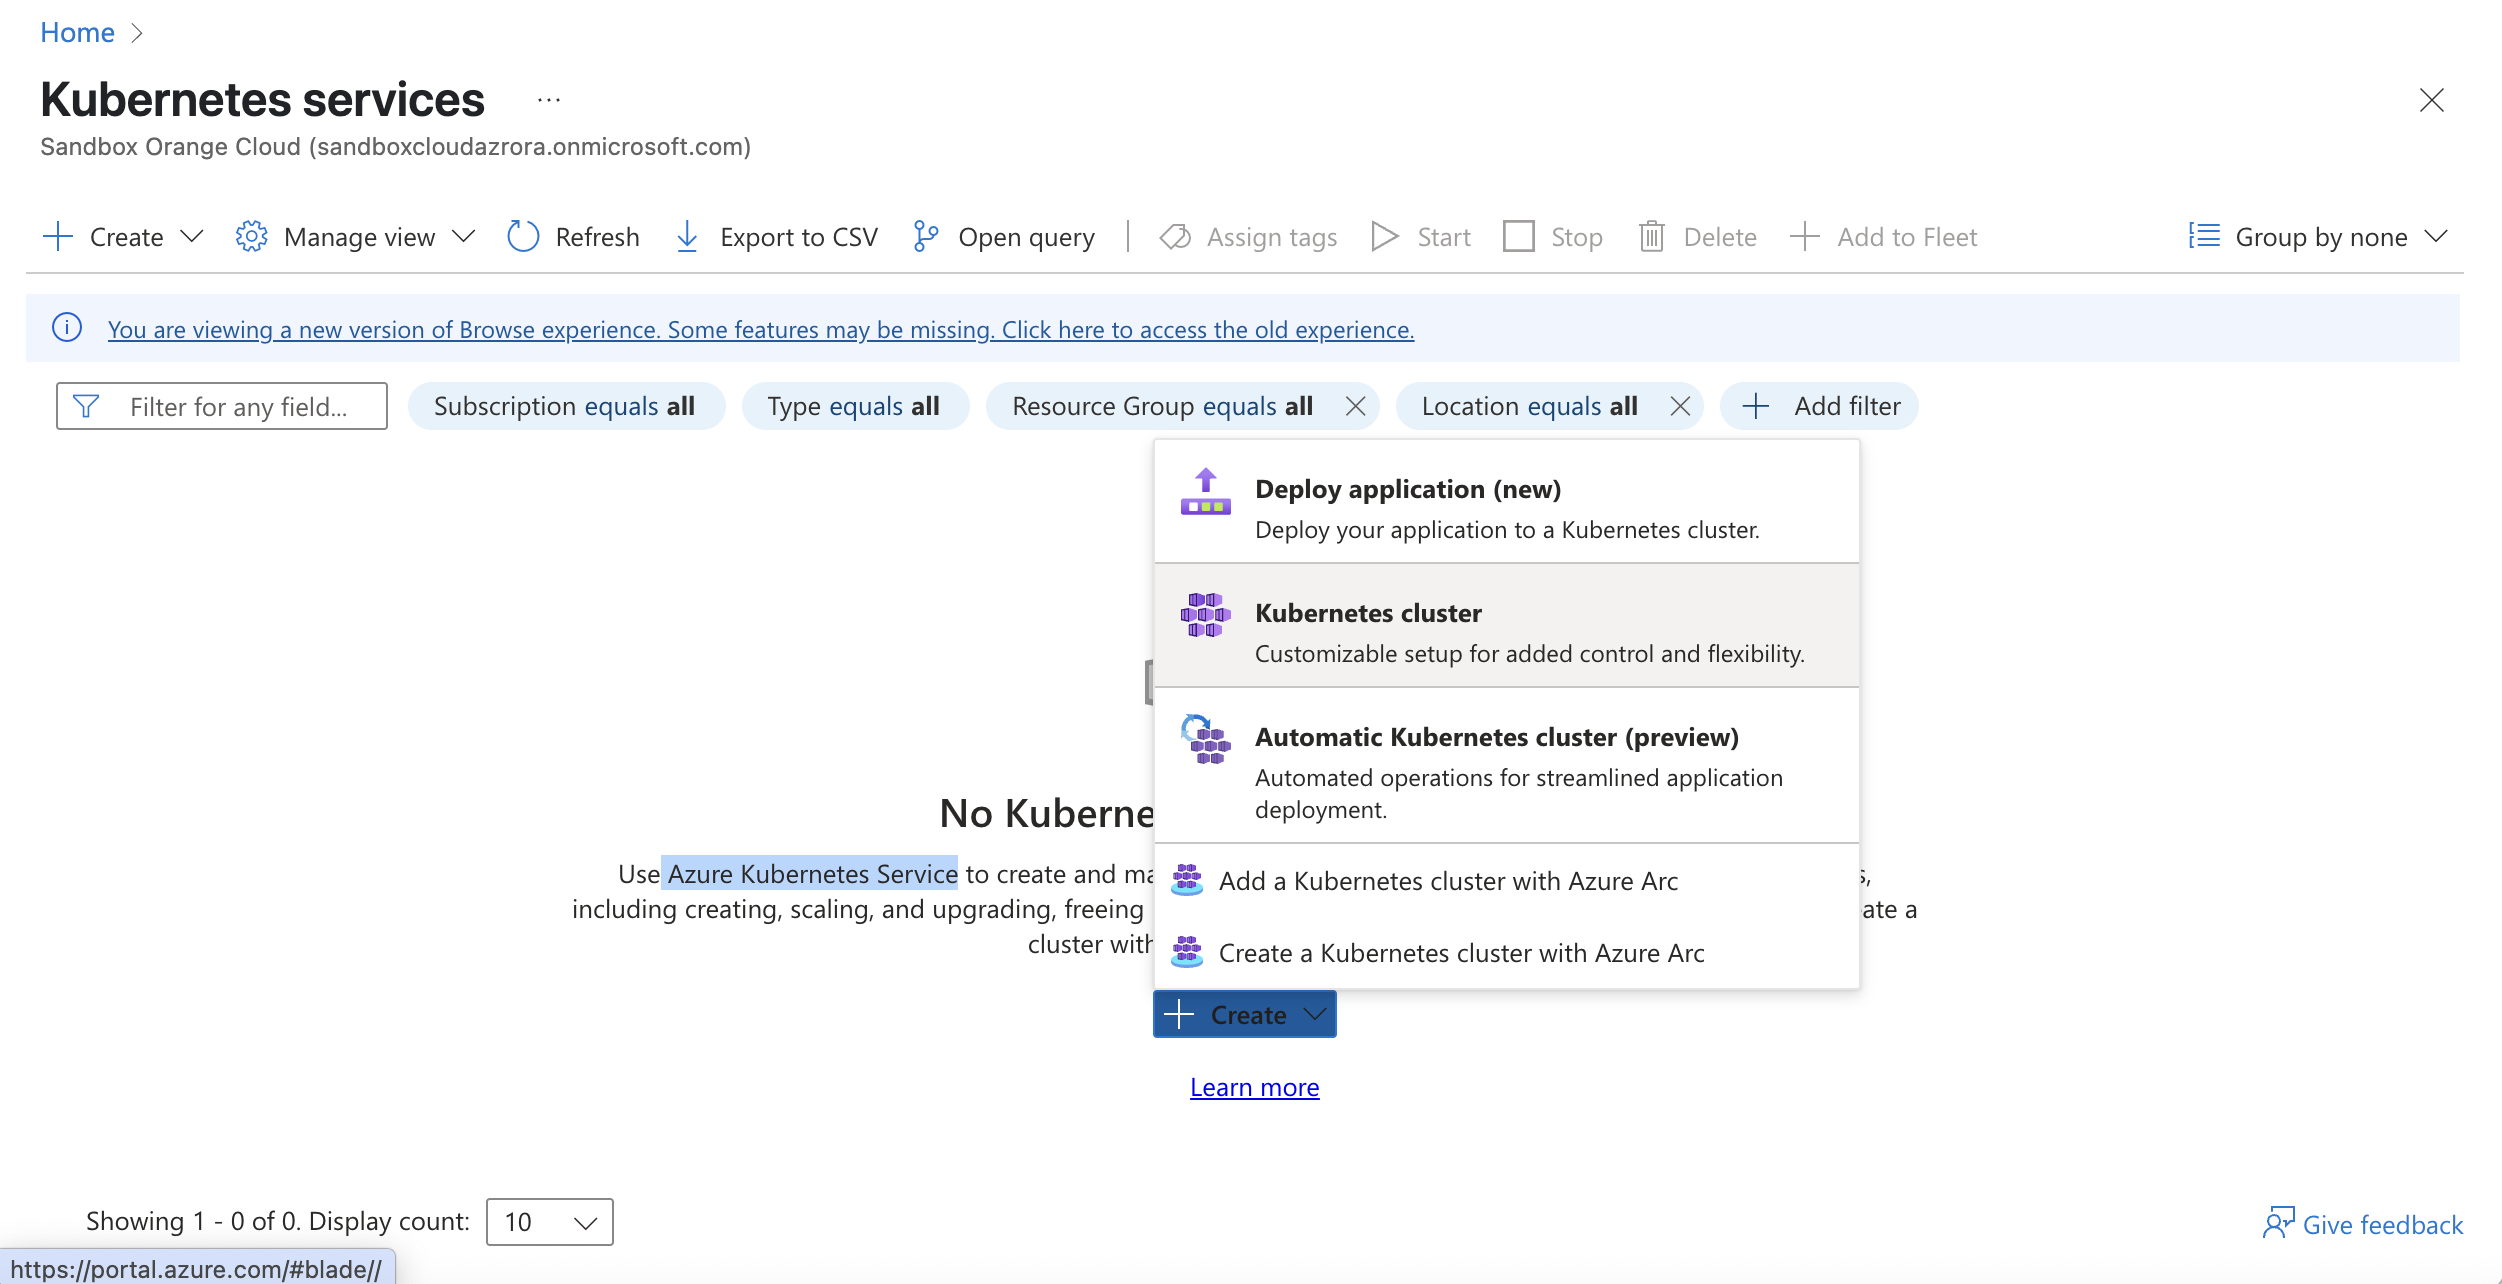 Home
Kubernetes services ...
Sandbox Orange Cloud (sandboxcloudazrora.onmicrosoft.com)
Create Manage view Refresh Export to CSV Open query Assign tags Start Stop Delete Add to Fleet Group by none
You are viewing a new version of Browse experience. Some features may be missing. Click here to access the old experience.
Filter for any field... Subscription equals all Type equals all Resource Group equals all Location equals all Add filter
Deploy application (new)
Deploy your application to a Kubernetes cluster.
Kubernetes cluster
Customizable setup for added control and flexibility.
Automatic Kubernetes cluster (preview)
Automated operations for streamlined application
deployment.
Add a Kubernetes cluster with Azure Arc
Create a Kubernetes cluster with Azure Arc
No Kuberne
Use Azure Kubernetes Service to create and ma
including creating, scaling, and upgrading, freeing ate a
cluster with
Create
Learn more
Showing 1 - 0 of 0. Display count: 10
Give feedback
https://portal.azure.com/#blade//